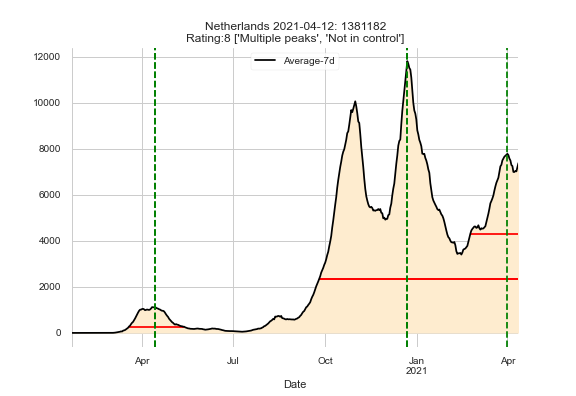 Netherlands 2021-04-12: 1381182
Rating:8 ['Multiple peaks', 'Not in control']
Average-7d
12000
10000
8000
6000
4000
2000
0
Apr
Jul
Oct
Jan
2021
Apr
Date